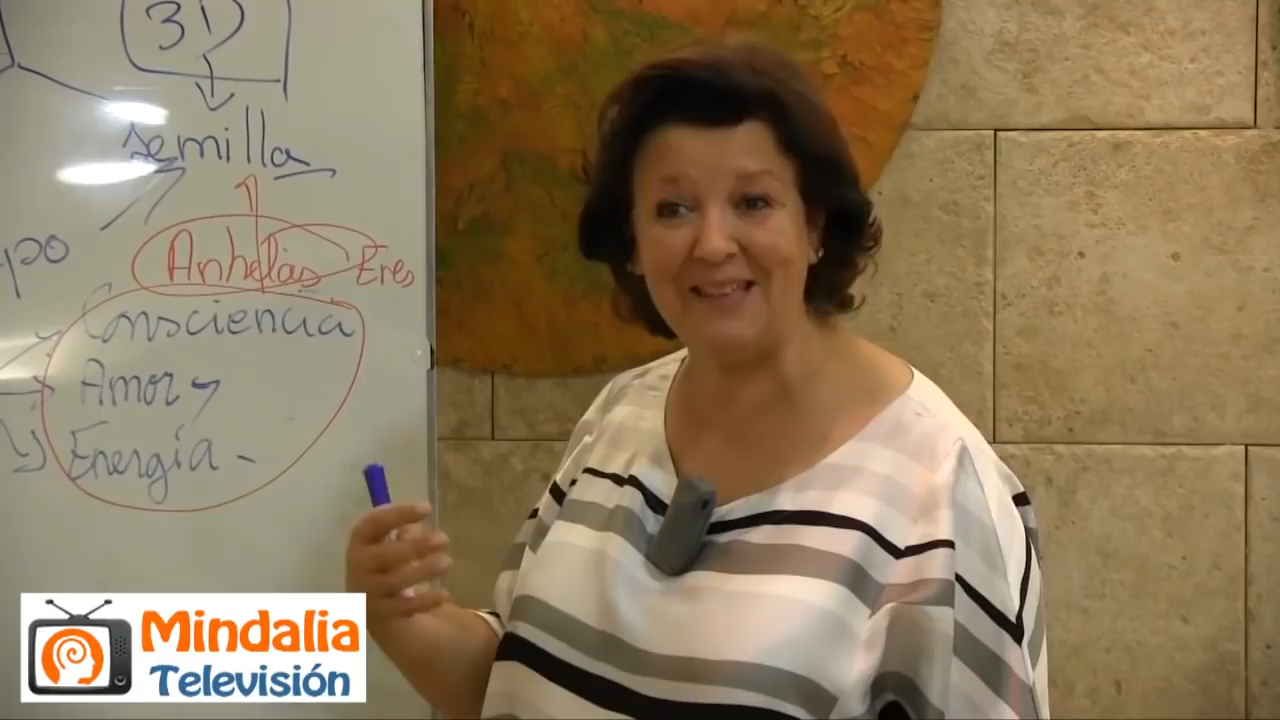 3D
semilla
po
Anhelas Eres
Consciencia
Amor y
Energía.
Mindalia
Televisión